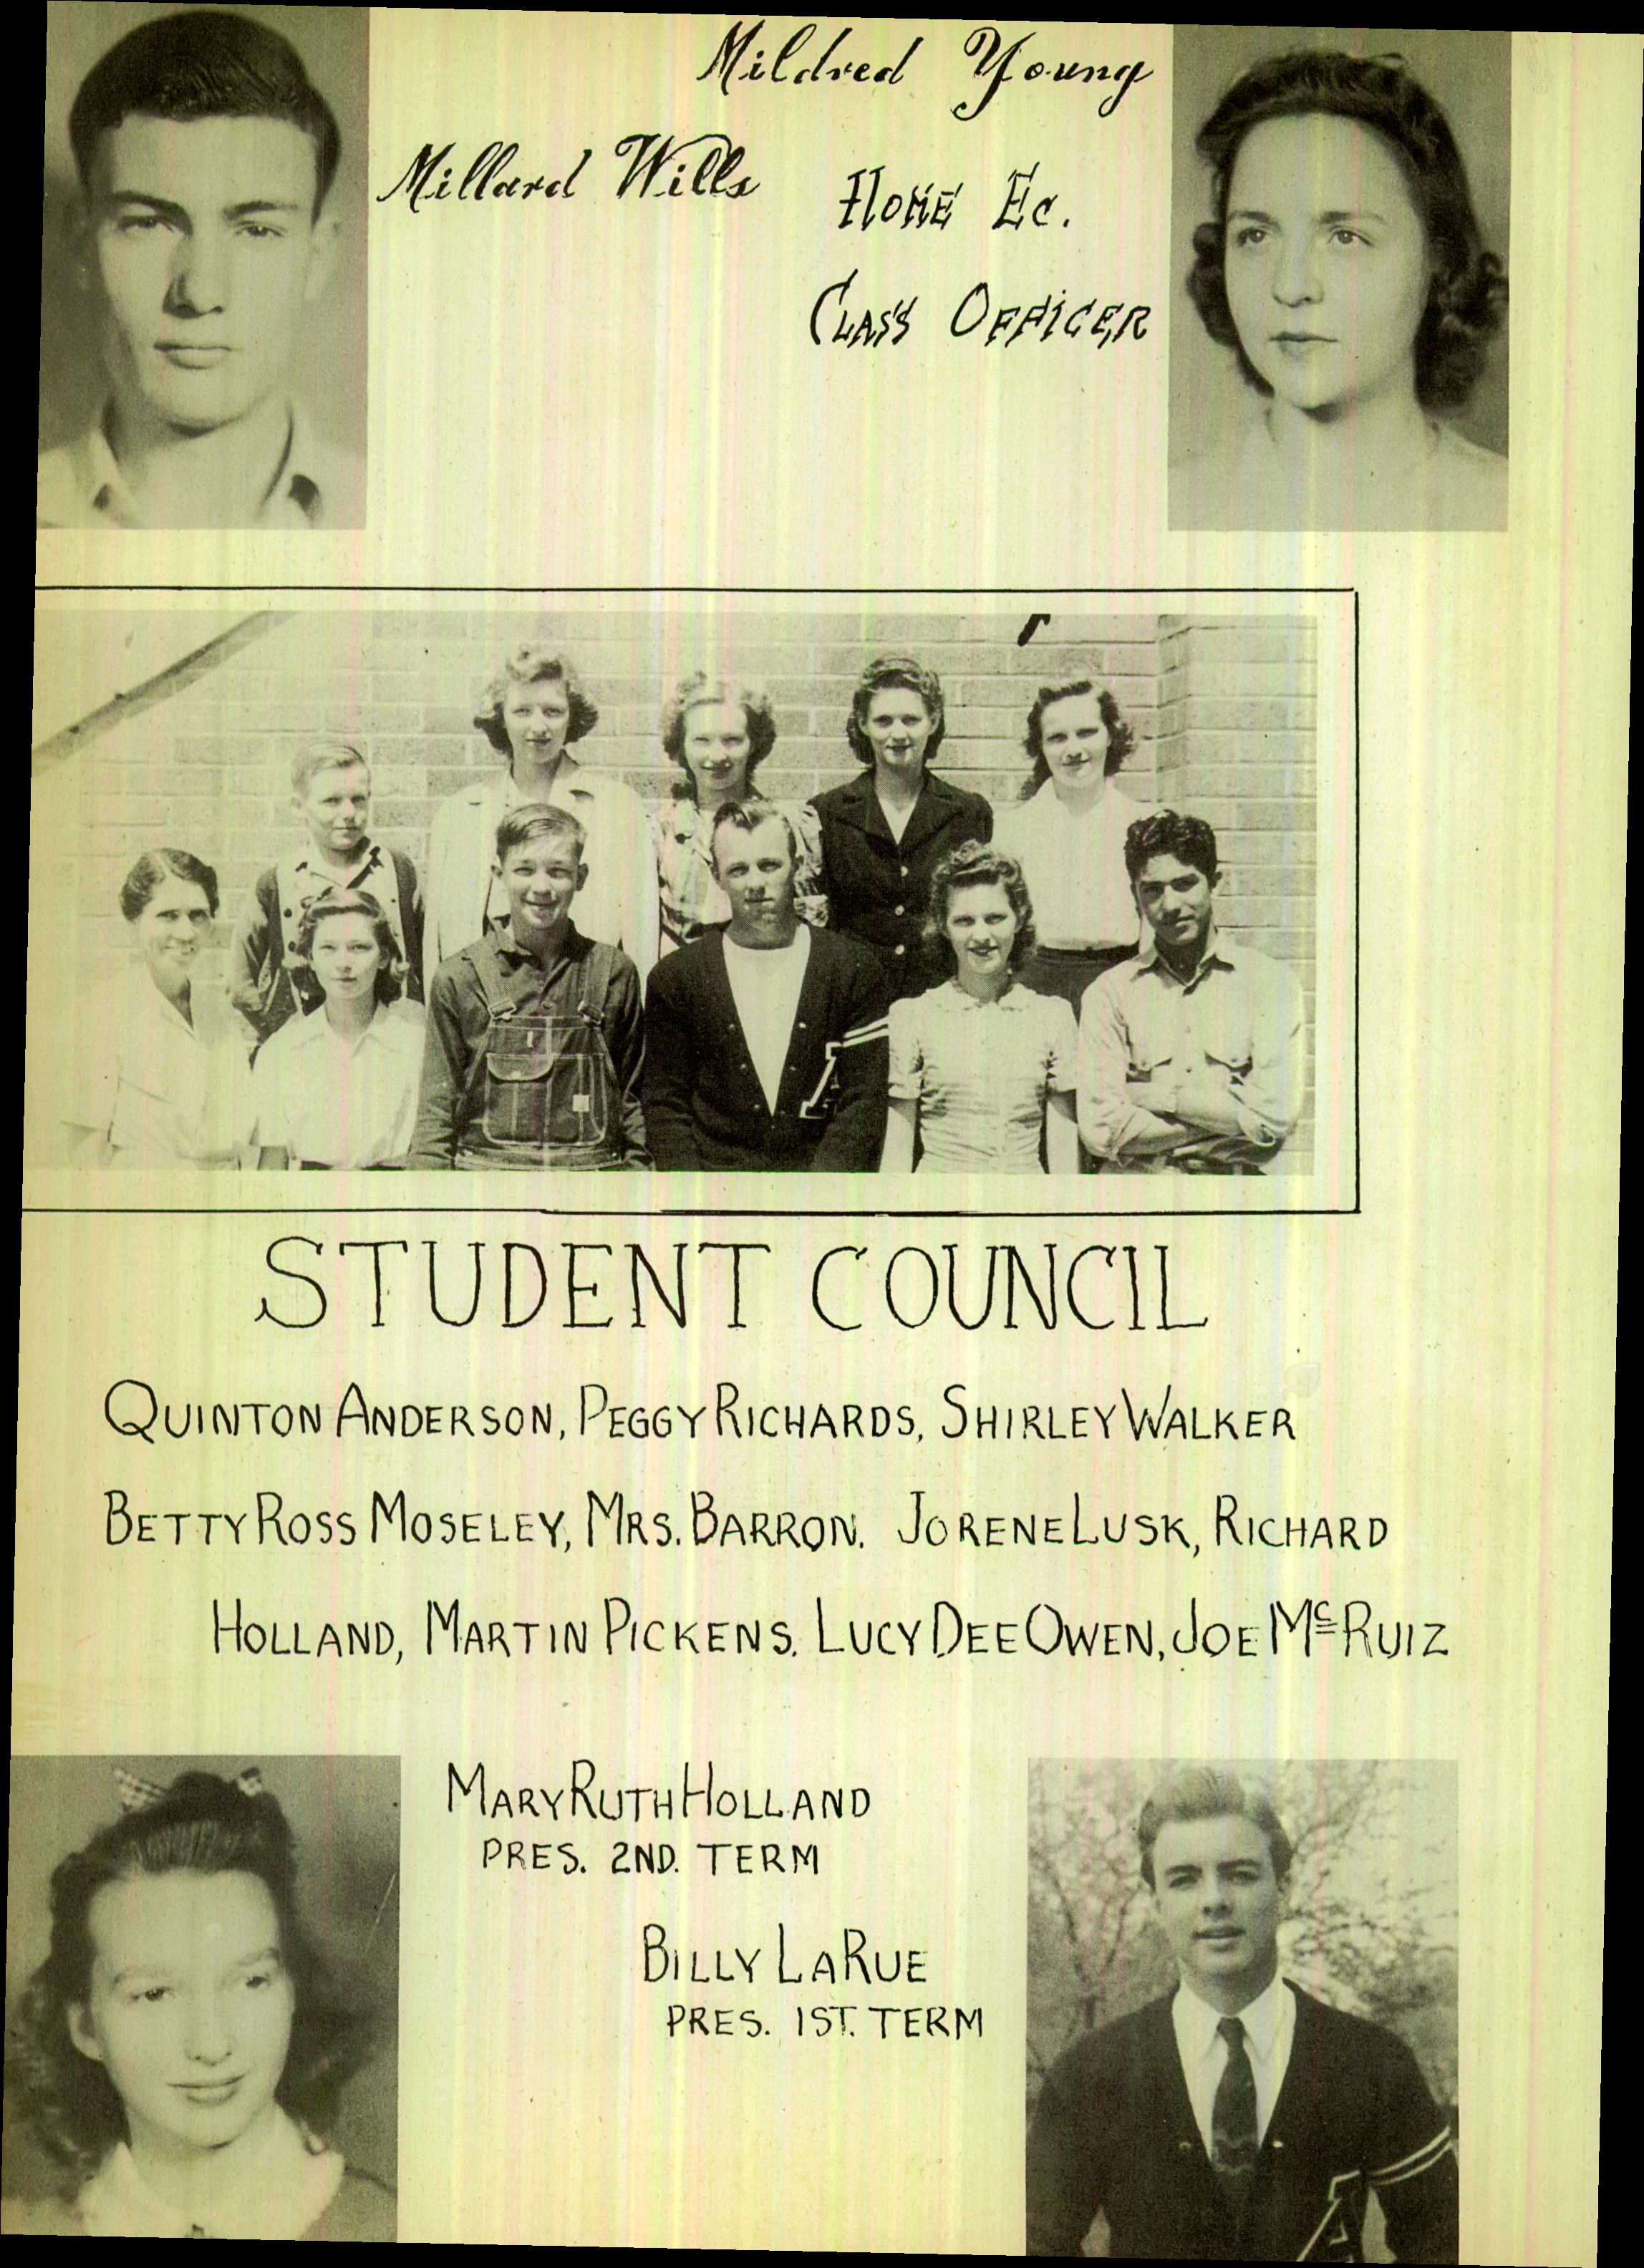 Mildred Young
Millard Wills
Home Ec.
Class Officer
A
STUDENT COUNCIL
QUINTON ANDERSON, PEGGY RICHARDS, SHIRLEY WALKER
BETTY ROSS MOSELEY, MRS. BARRON. JORENE LUSK, RICHARD
HOLLAND, MARTIN PICKENS. LUCY DEE OWEN, JOE MC RUIZ
MARY RUTH HOLLAND
PRES. 2ND. TERM
BILLY LARUE
PRES. 1ST. TERM
A